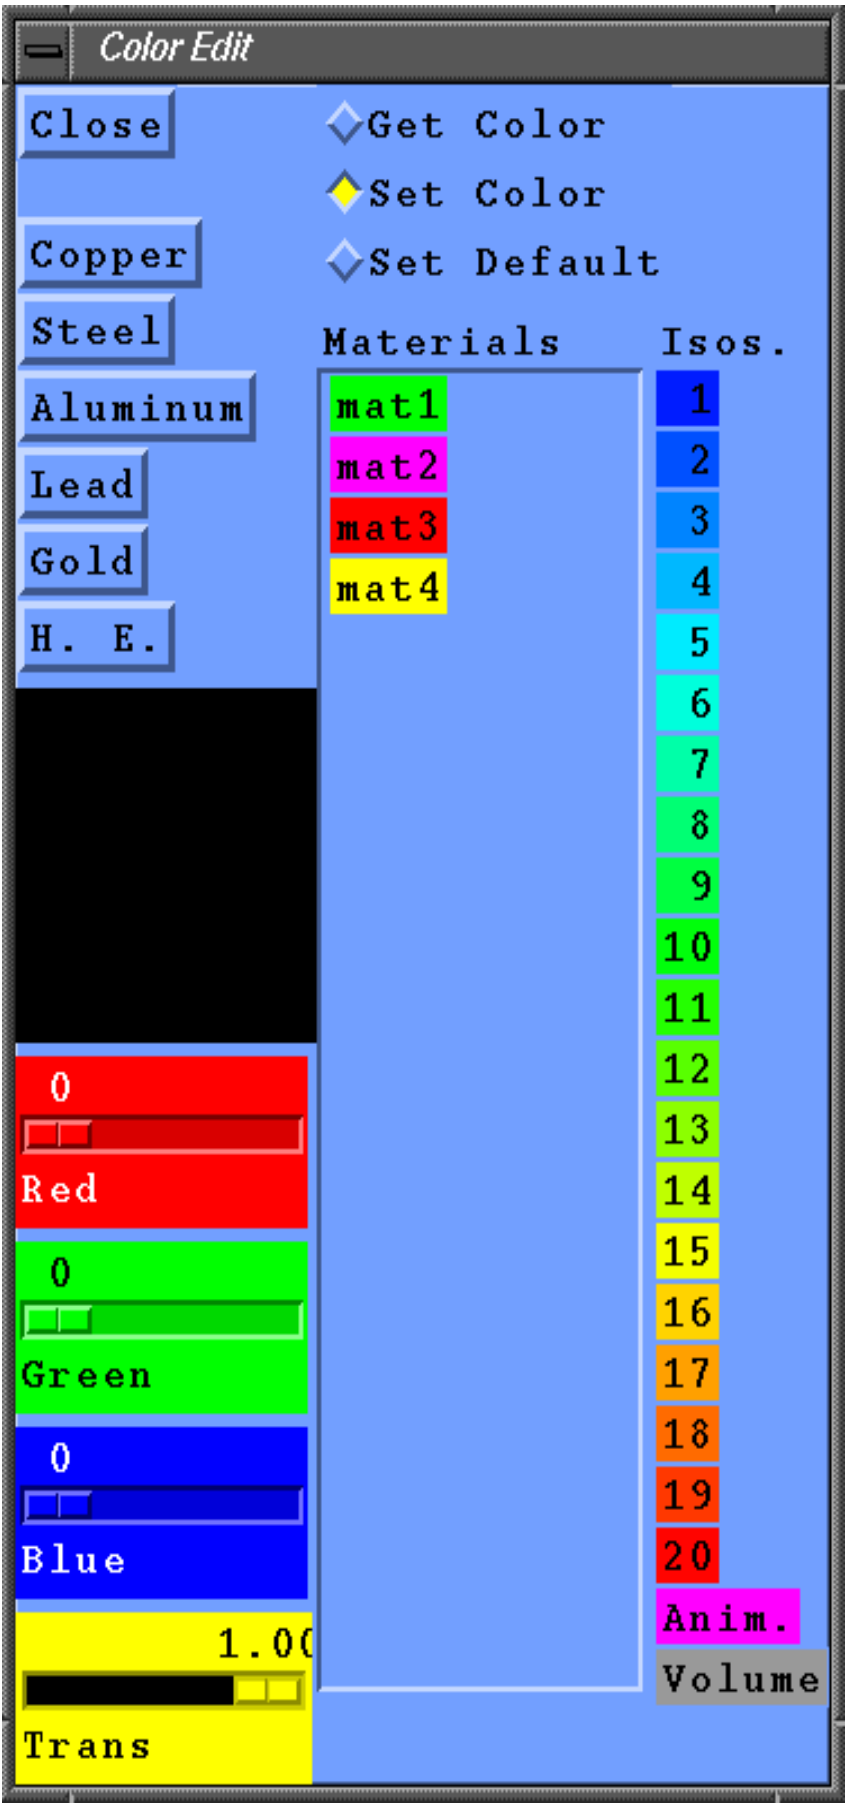 Color Edit
Close
Get Color
Set Color
Set Default
Copper
Steel
Aluminum
Lead
Gold
H. E.
0
Red
0
Green
0
Blue
1.00
Trans
Materials
mat1
mat2
mat3
mat4
Isos.
1
2
3
4
5
6
7
8
9
10
11
12
13
14
15
16
17
18
19
20
Anim.
Volume